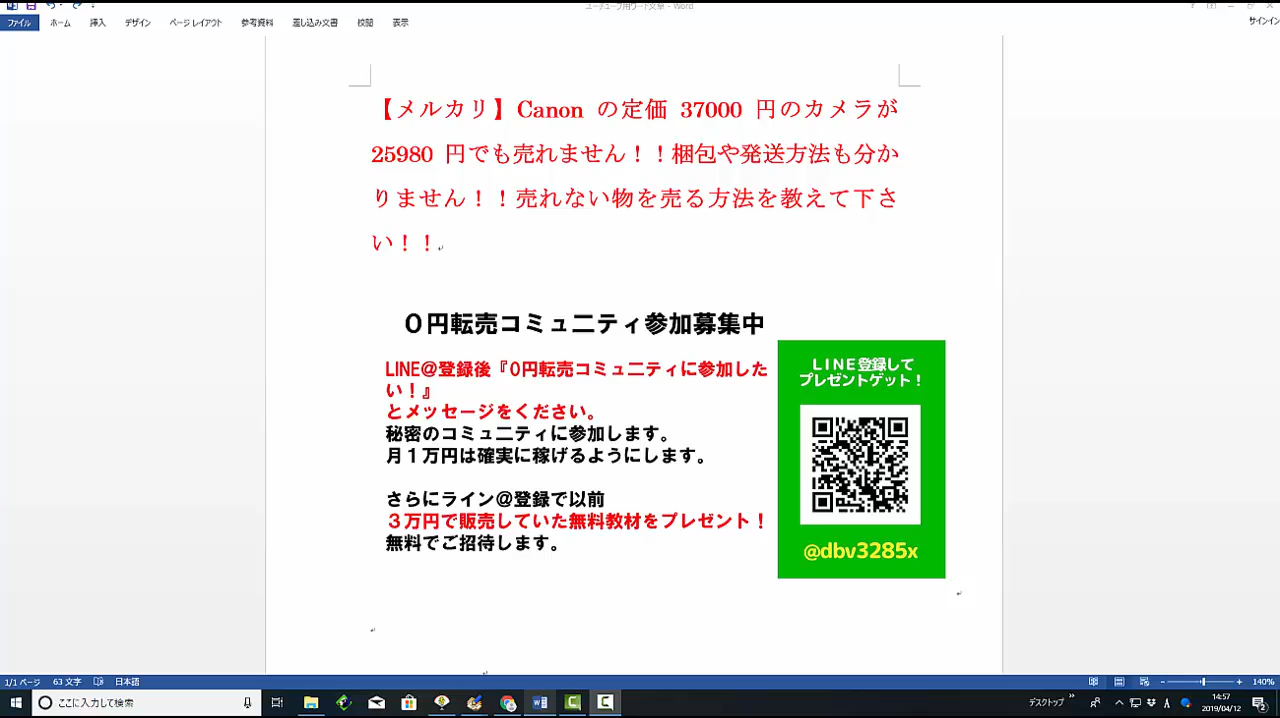 ユーチューブ用ワード文章 - Word
ファイル ホーム 挿入 デザイン ページ レイアウト 参考資料 差し込み文書 校閲 表示 サインイン
【メルカリ】Canon の定価 37000 円のカメラが
25980 円でも売れません！！梱包や発送方法も分か
りません！！売れない物を売る方法を教えて下さ
い！！
０円転売コミュニティ参加募集中
LINE@登録後『０円転売コミュニティに参加した
い！』
とメッセージをください。
秘密のコミュニティに参加します。
月１万円は確実に稼げるようにします。
さらにライン@登録で以前
３万円で販売していた無料教材をプレゼント！
無料でご招待します。
ＬＩＮＥ登録して
プレゼントゲット！
@dbv3285x
1/1 ページ 63 文字 日本語 140%
ここに入力して検索 デスクトップ 14:57
2019/04/12